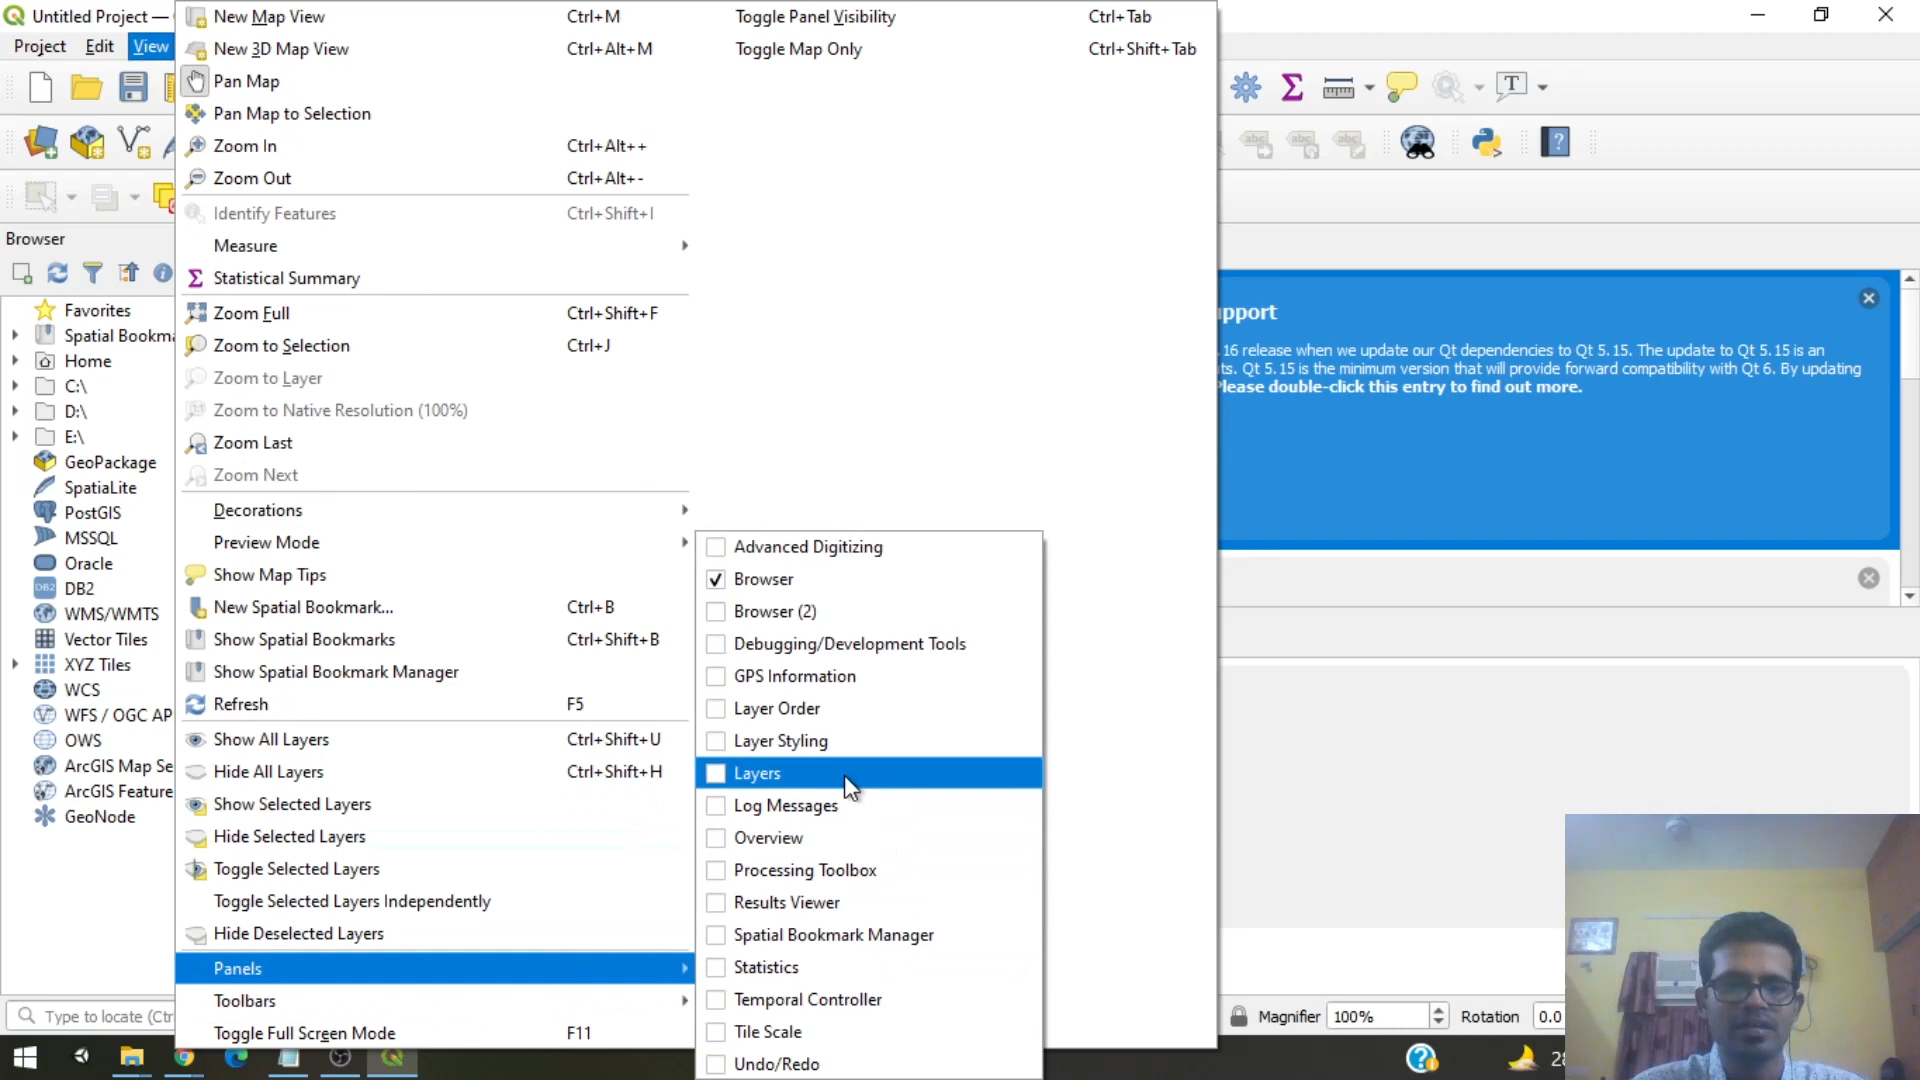 Untitled Project —
Project Edit View
New Map View Ctrl+M Toggle Panel Visibility Ctrl+Tab
New 3D Map View Ctrl+Alt+M Toggle Map Only Ctrl+Shift+Tab
Pan Map
Pan Map to Selection
Zoom In Ctrl+Alt++
Zoom Out Ctrl+Alt+-
Identify Features Ctrl+Shift+I
Measure
Statistical Summary
Zoom Full Ctrl+Shift+F
Zoom to Selection Ctrl+J
Zoom to Layer
Zoom to Native Resolution (100%)
Zoom Last
Zoom Next
Decorations
Preview Mode
Show Map Tips
New Spatial Bookmark... Ctrl+B
Show Spatial Bookmarks Ctrl+Shift+B
Show Spatial Bookmark Manager
Refresh F5
Show All Layers Ctrl+Shift+U
Hide All Layers Ctrl+Shift+H
Show Selected Layers
Hide Selected Layers
Toggle Selected Layers
Toggle Selected Layers Independently
Hide Deselected Layers
Panels
Toolbars
Toggle Full Screen Mode F11
Advanced Digitizing
Browser
Browser (2)
Debugging/Development Tools
GPS Information
Layer Order
Layer Styling
Layers
Log Messages
Overview
Processing Toolbox
Results Viewer
Spatial Bookmark Manager
Statistics
Temporal Controller
Tile Scale
Undo/Redo
Browser
Favorites
Spatial Bookma
Home
C:\
D:\
E:\
GeoPackage
SpatiaLite
PostGIS
MSSQL
Oracle
DB2 DB2
WMS/WMTS
Vector Tiles
XYZ Tiles
WCS
WFS / OGC AP
OWS
ArcGIS Map Se
ArcGIS Feature
GeoNode
Type to locate (Ctr
T
abc abc abc
?
pport
.16 release when we update our Qt dependencies to Qt 5.15. The update to Qt 5.15 is an
ts. Qt 5.15 is the minimum version that will provide forward compatibility with Qt 6. By updating
Please double-click this entry to find out more.
Magnifier 100% Rotation 0.0
28